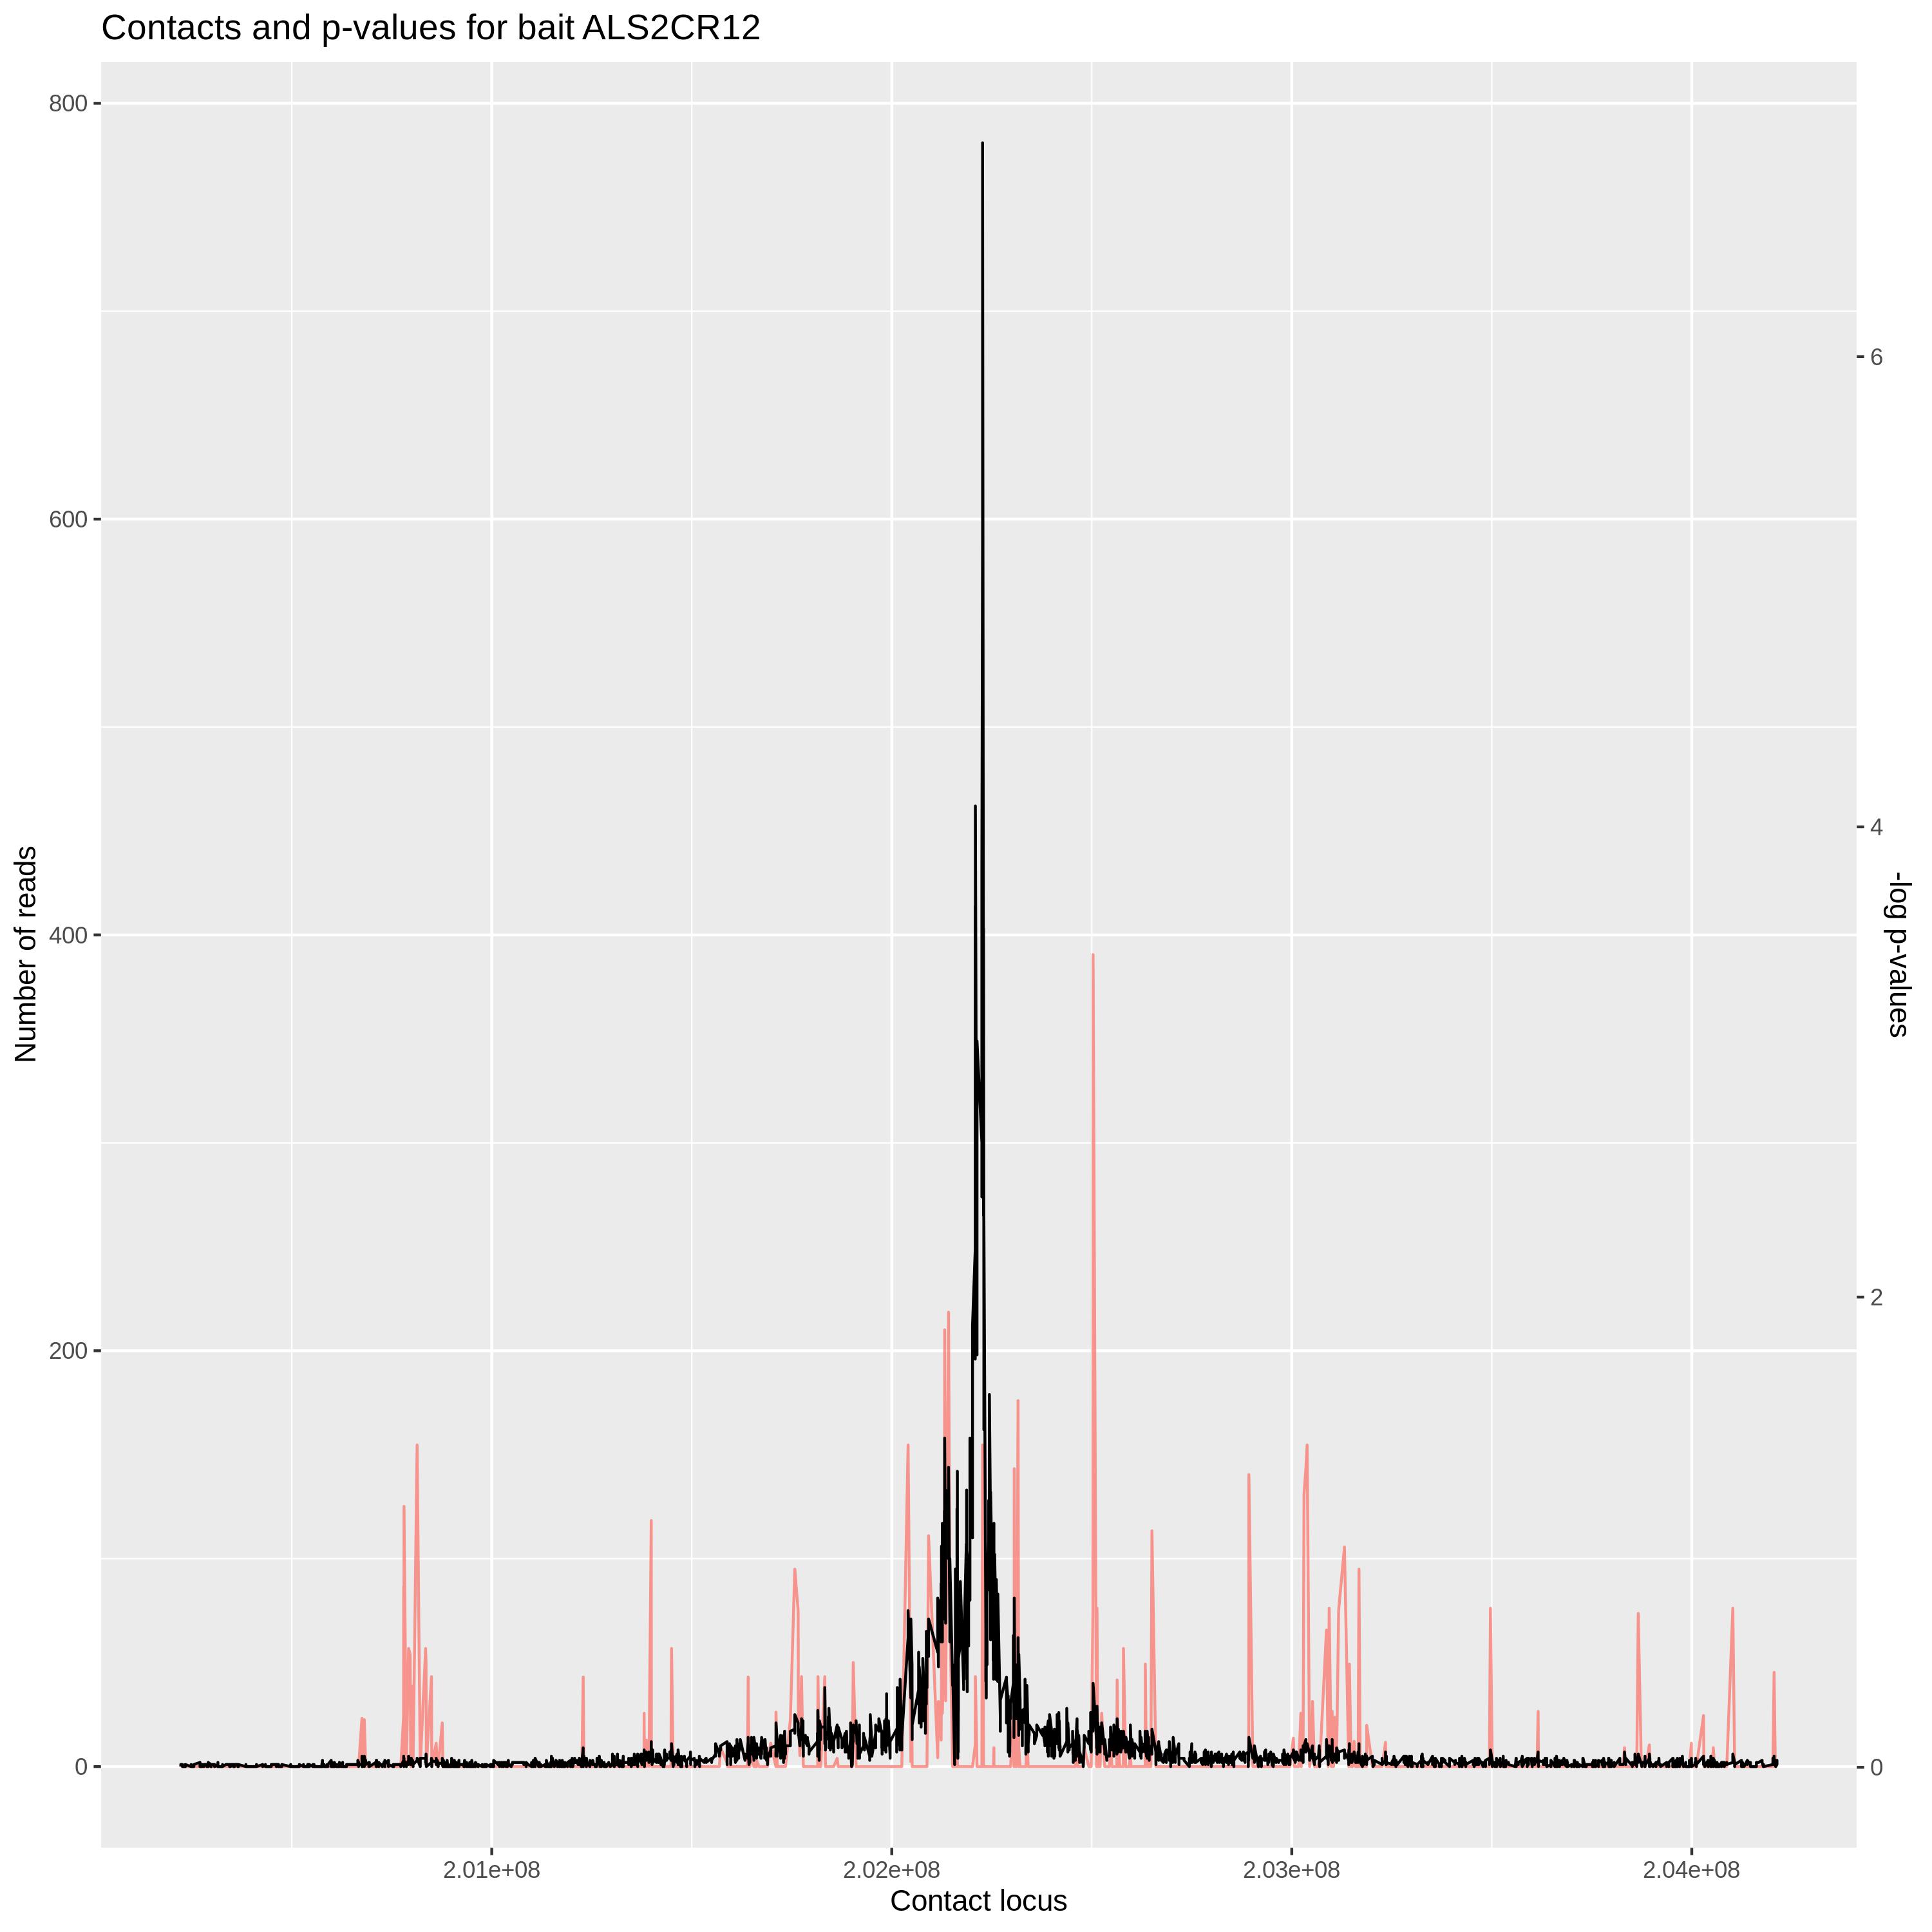 Contacts and p-values for bait ALS2CR12
800
600
400
200
0
Number of reads
6
4
2
0
-log p-values
2.01e+08
2.02e+08
2.03e+08
2.04e+08
Contact locus